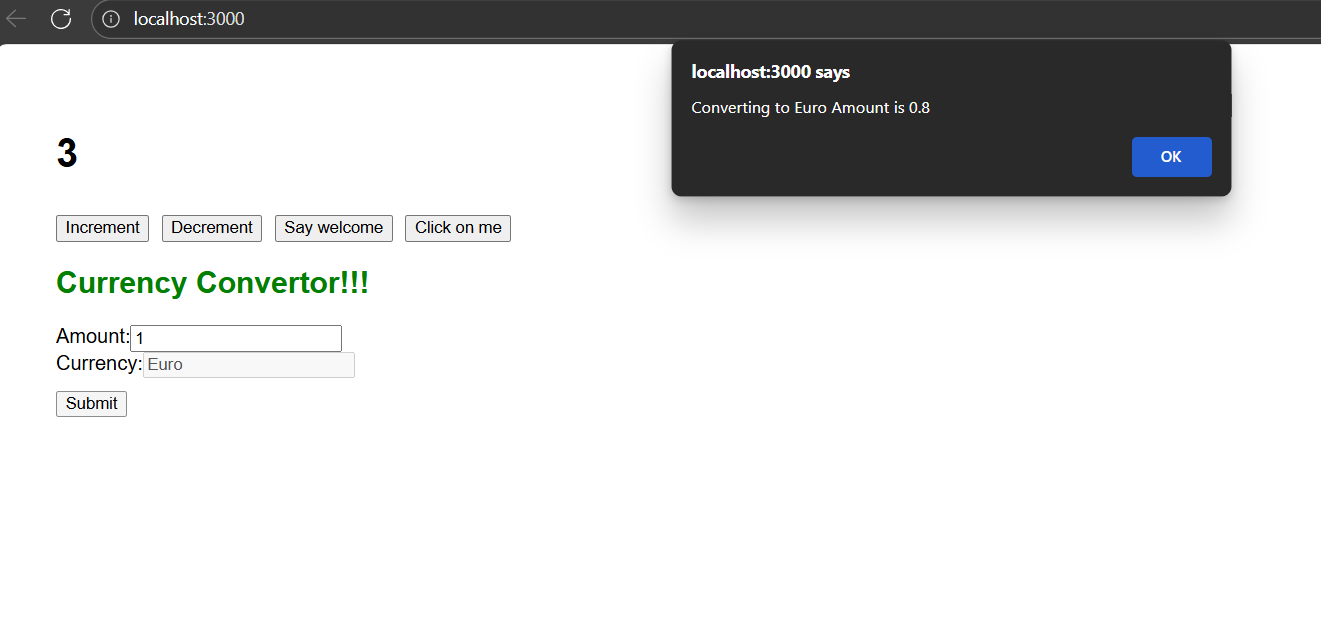 localhost:3000
localhost:3000 says
Converting to Euro Amount is 0.8
OK
3
Increment Decrement Say welcome Click on me
Currency Convertor!!!
Amount: 1
Currency: Euro
Submit